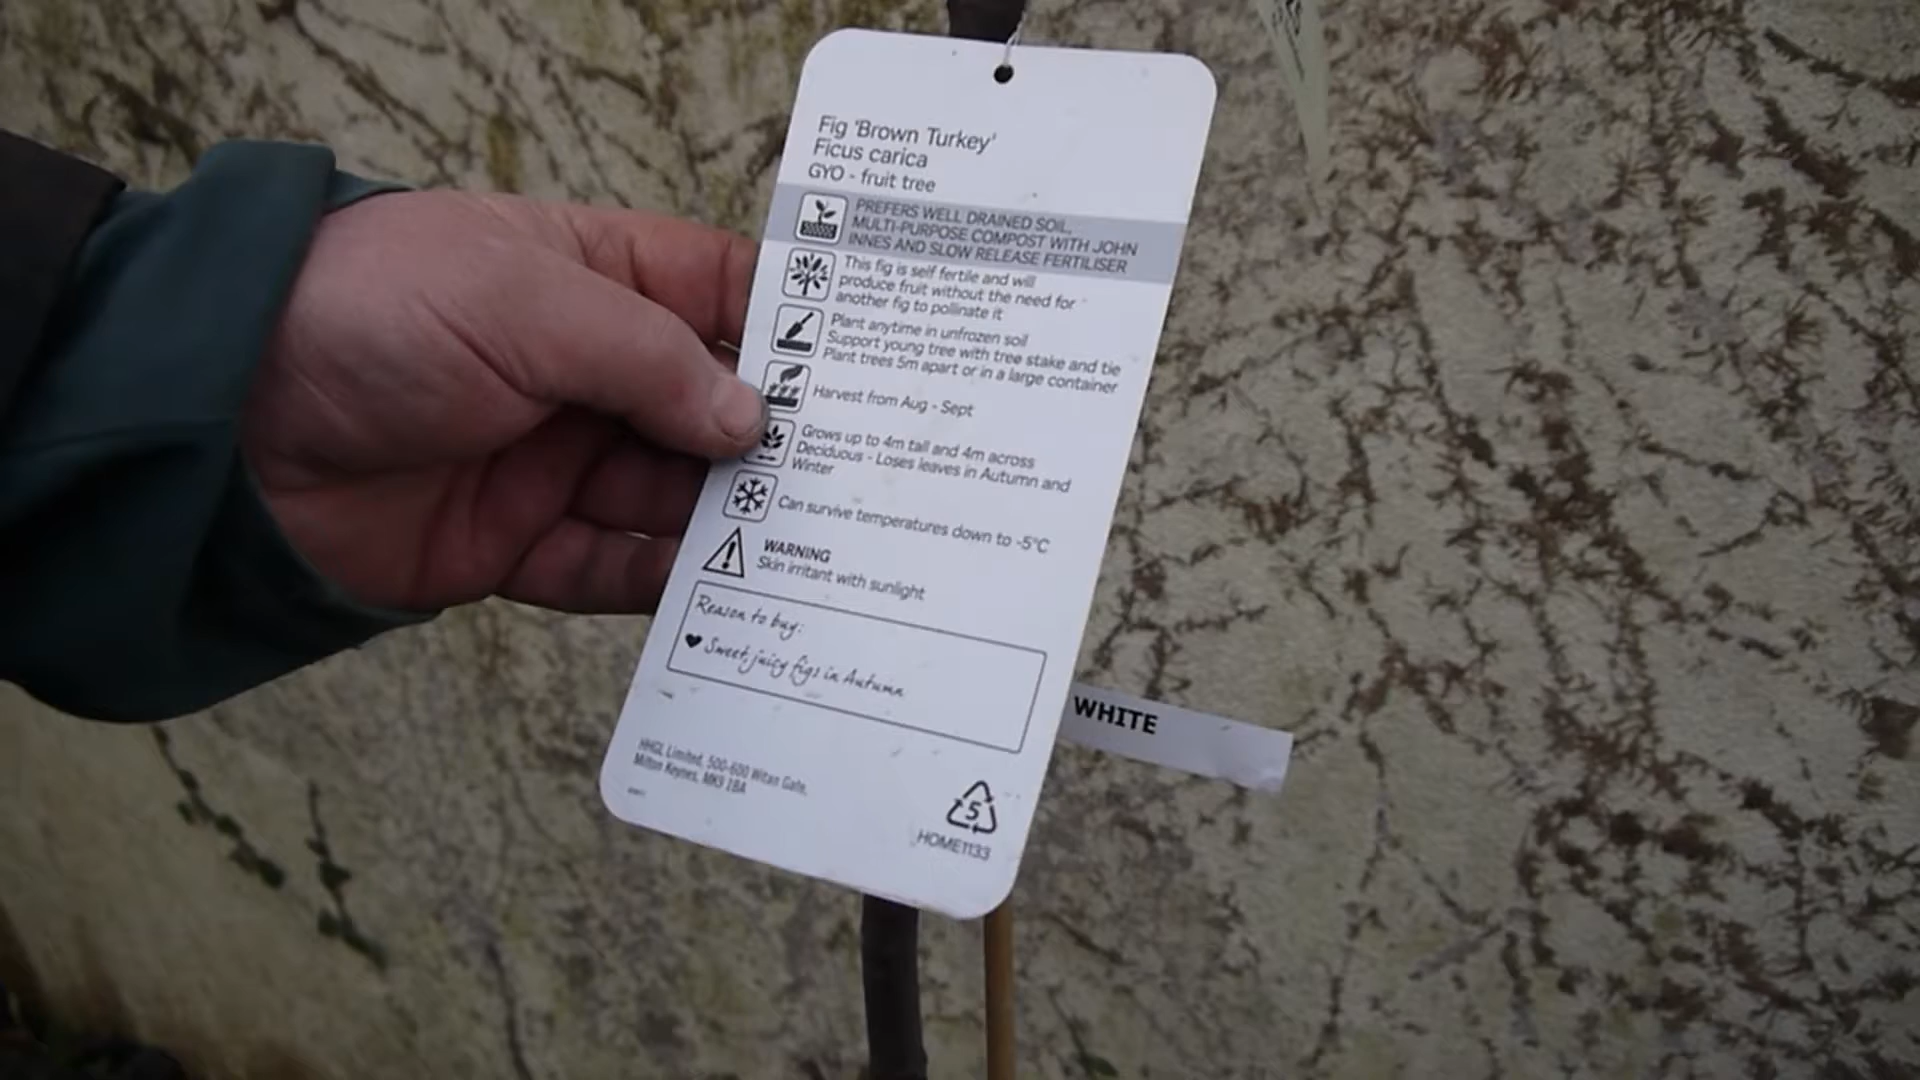 Fig 'Brown Turkey'
Ficus carica
GYO - fruit tree
PREFERS WELL DRAINED SOIL,
MULTI-PURPOSE COMPOST WITH JOHN
INNES AND SLOW RELEASE FERTILISER
This fig is self fertile and will
produce fruit without the need for
another fig to pollinate it
Plant anytime in unfrozen soil
Support young tree with tree stake and tie
Plant trees 5m apart or in a large container
Harvest from Aug - Sept
Grows up to 4m tall and 4m across
Deciduous - Loses leaves in Autumn and
Winter
Can survive temperatures down to -5°C
WARNING
Skin irritant with sunlight
Reason to buy:
Sweet, juicy figs in Autumn
HHGL Limited, 500-600 Witan Gate,
Milton Keynes, MK9 1BA
5
HOME1133
WHITE